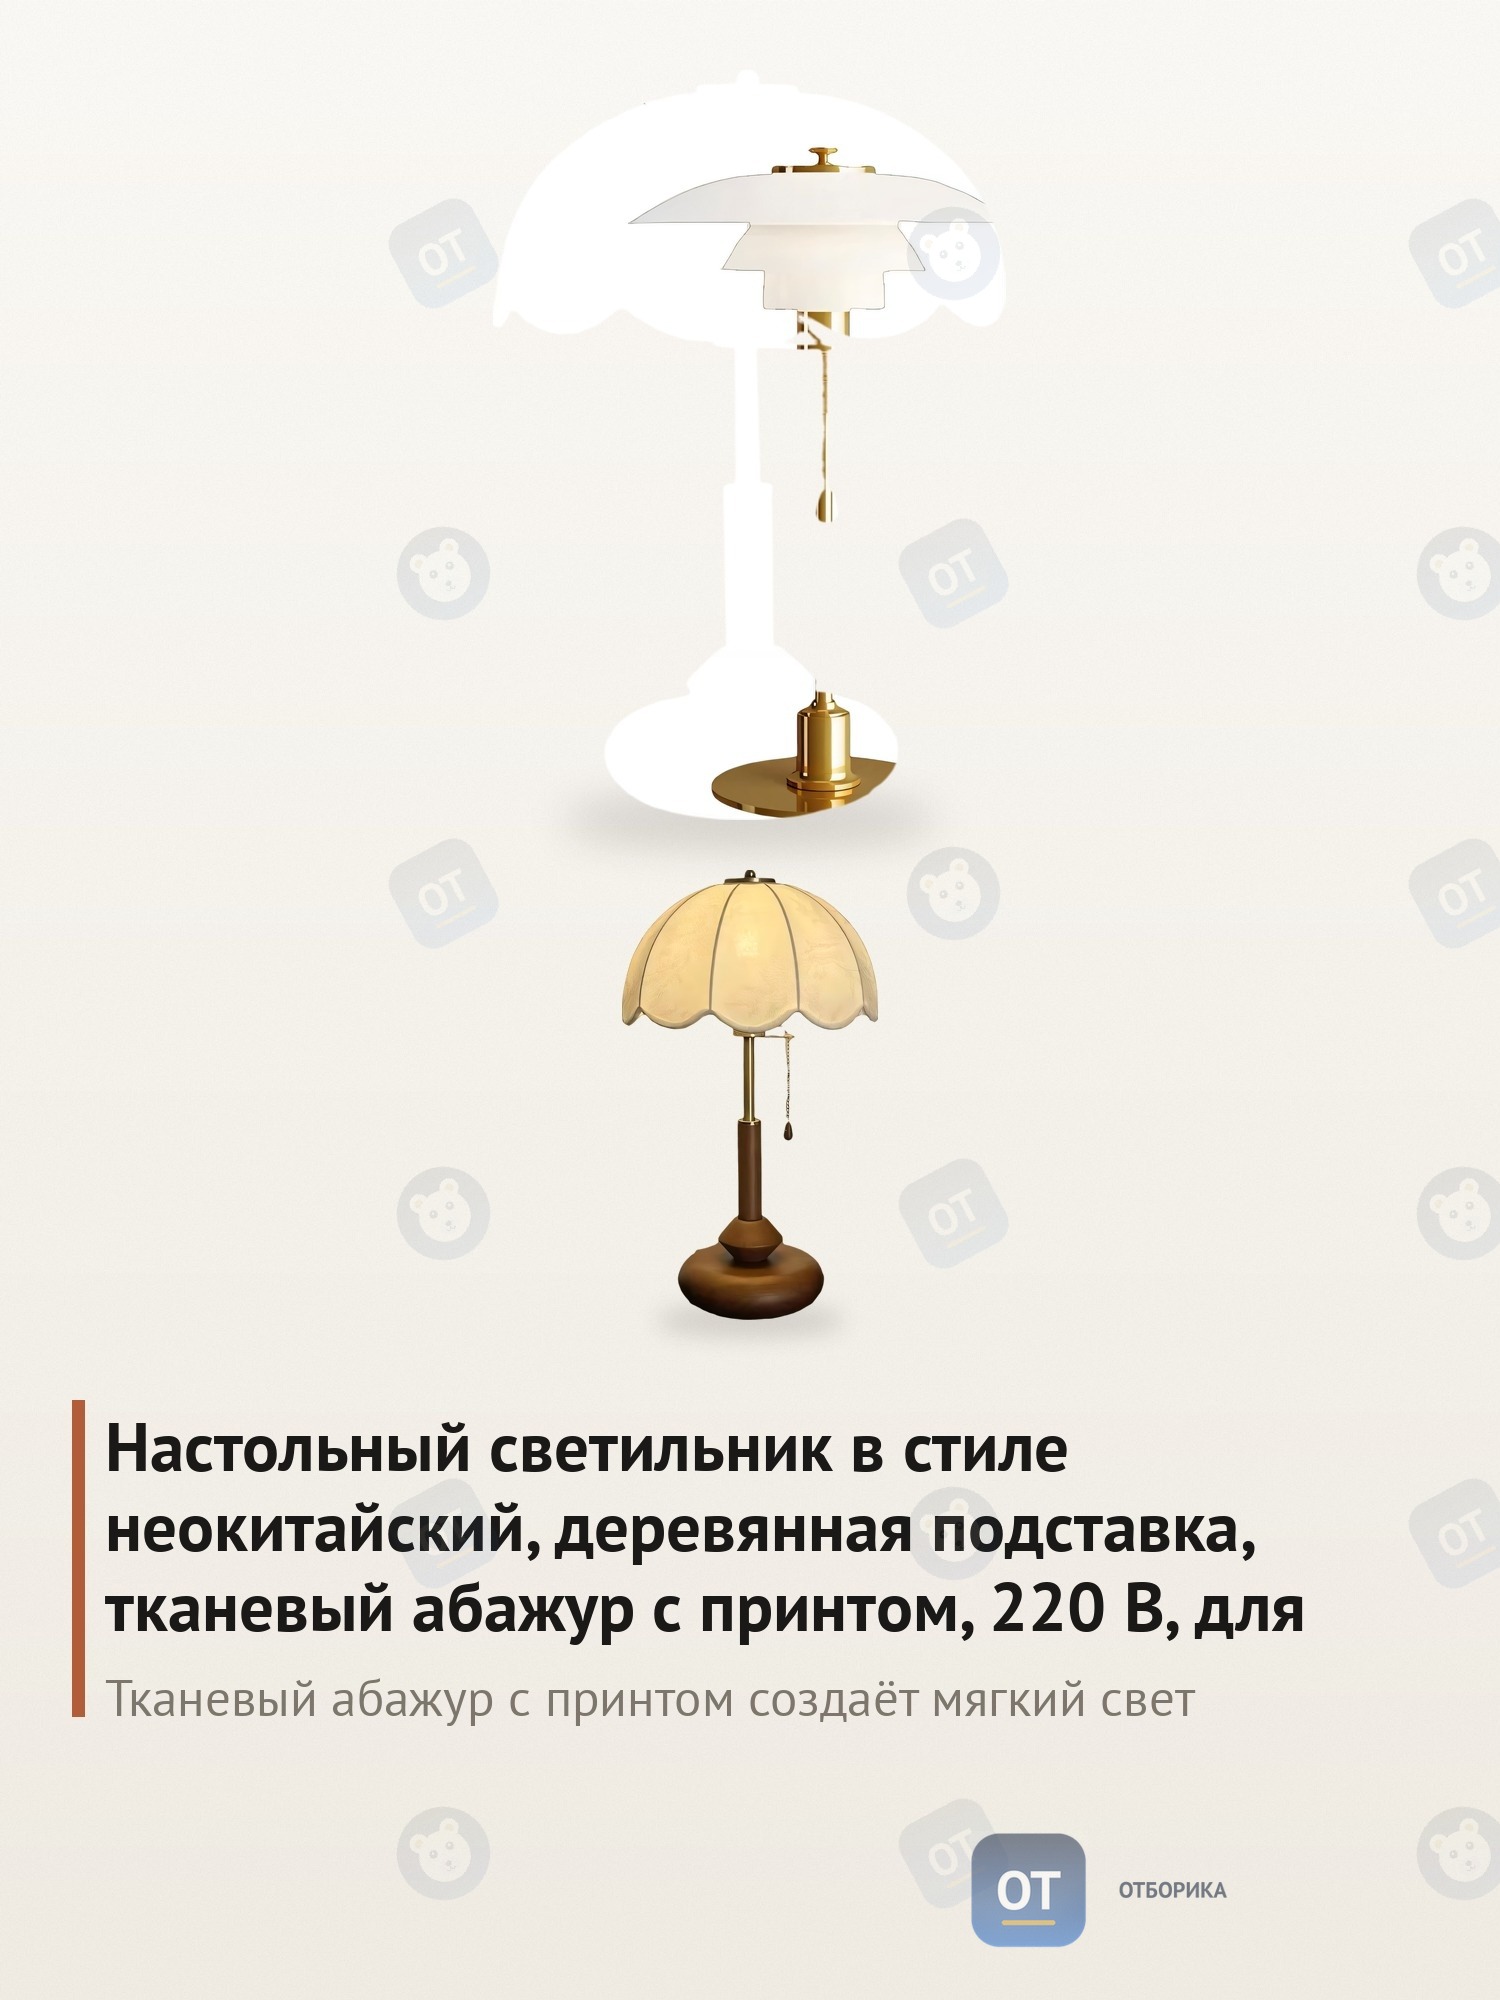 Настольный светильник в стиле
неокитайский, деревянная подставка,
тканевый абажур с принтом, 220 В, для
Тканевый абажур с принтом создаёт мягкий свет
ОТ
ОТБОРИКА